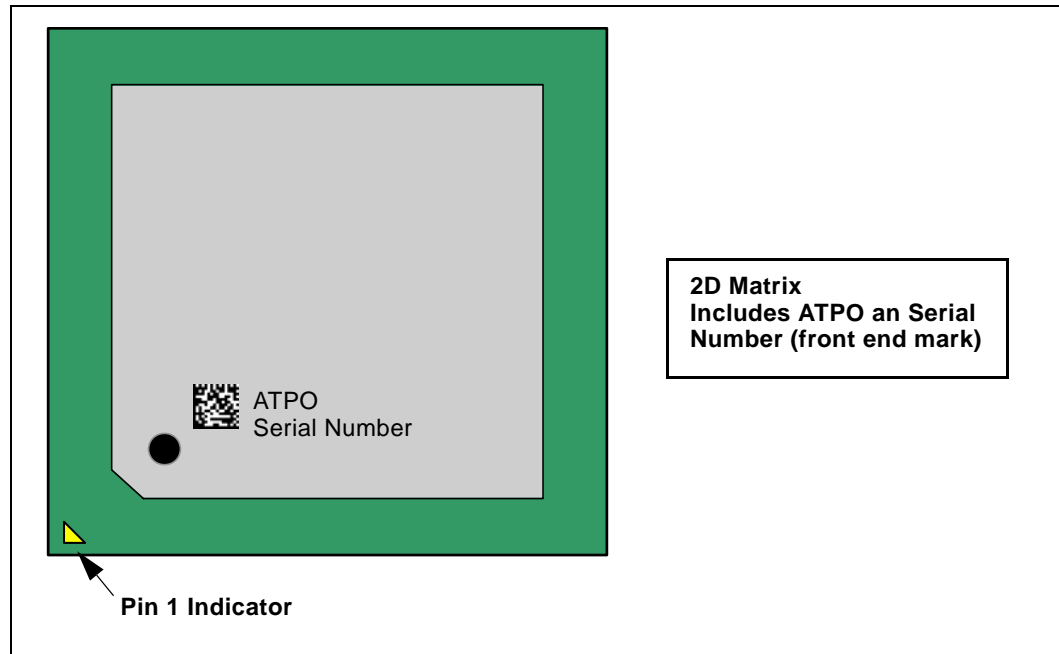 2D Matrix
Includes ATPO an Serial
Number (front end mark)
ATPO
Serial Number
Pin 1 Indicator